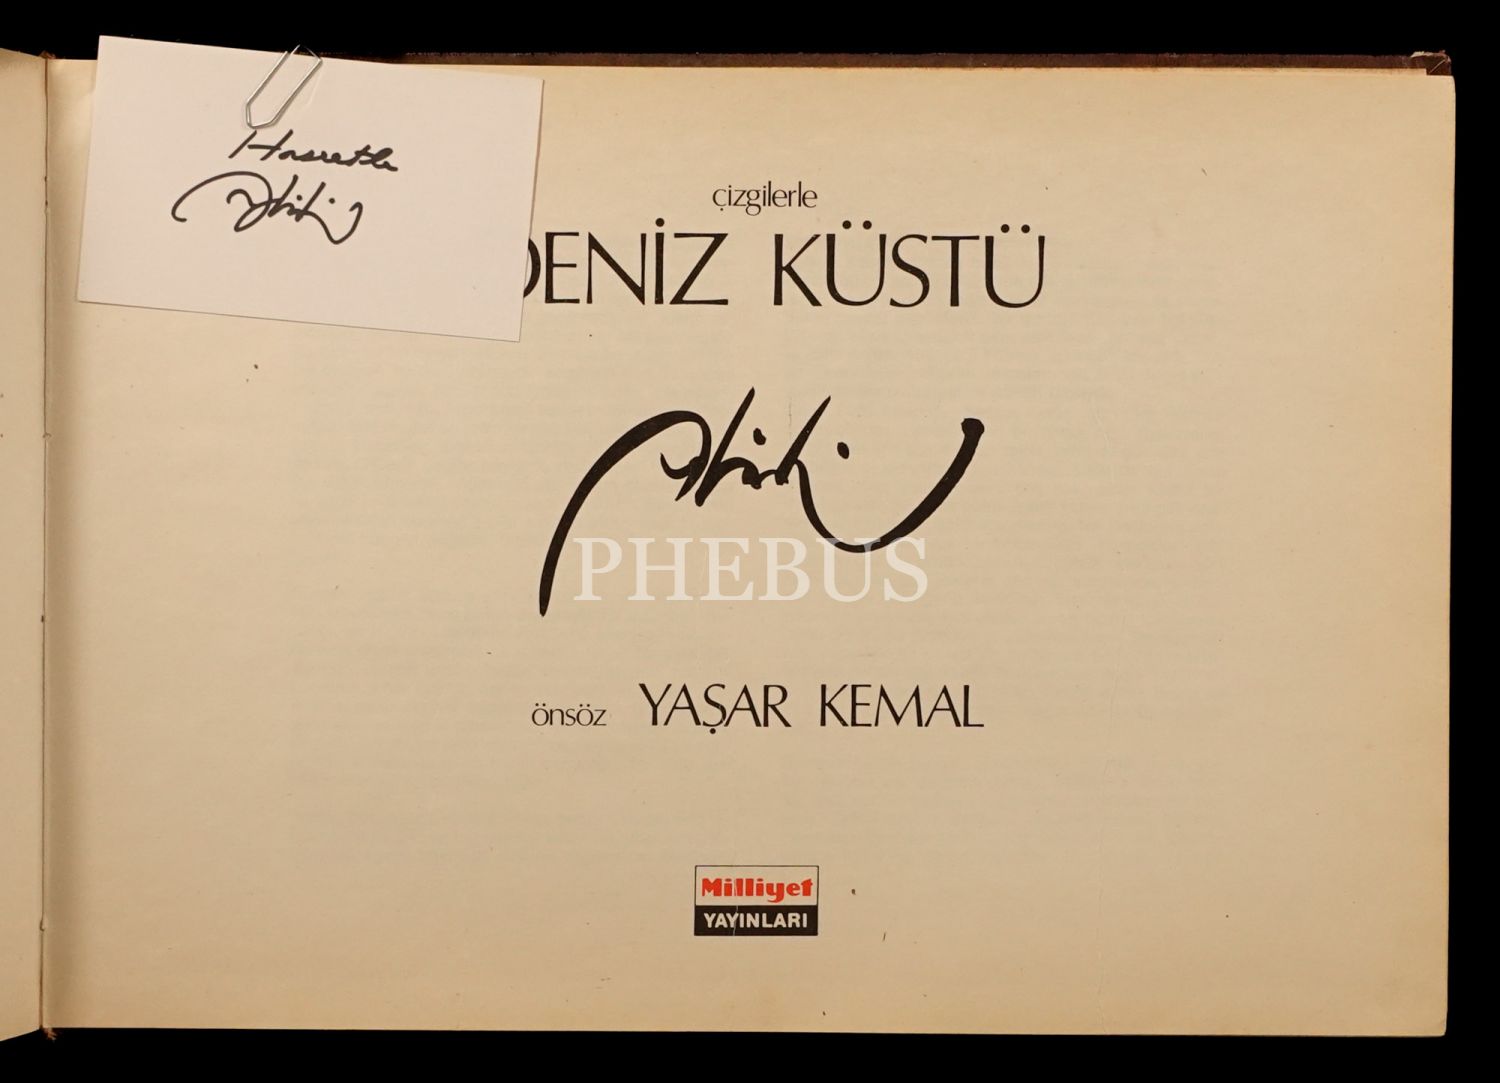 Hasretle
çizgilerle
DENİZ KÜSTÜ
PHEBUS
önsöz YAŞAR KEMAL
Milliyet
YAYINLARI